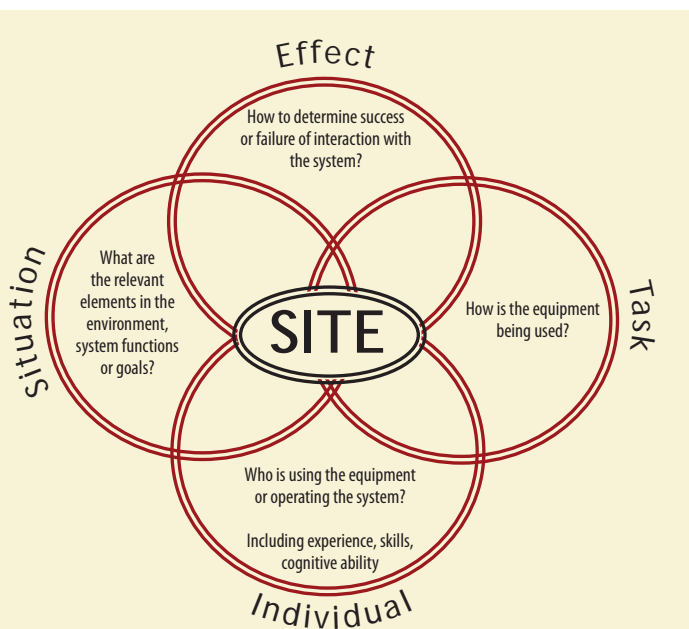 Effect
How to determine success
or failure of interaction with
the system?
Situation
What are
the relevant
elements in the
environment,
system functions
or goals?
SITE
How is the equipment
being used?
Task
Who is using the equipment
or operating the system?
Including experience, skills,
cognitive ability
Individual